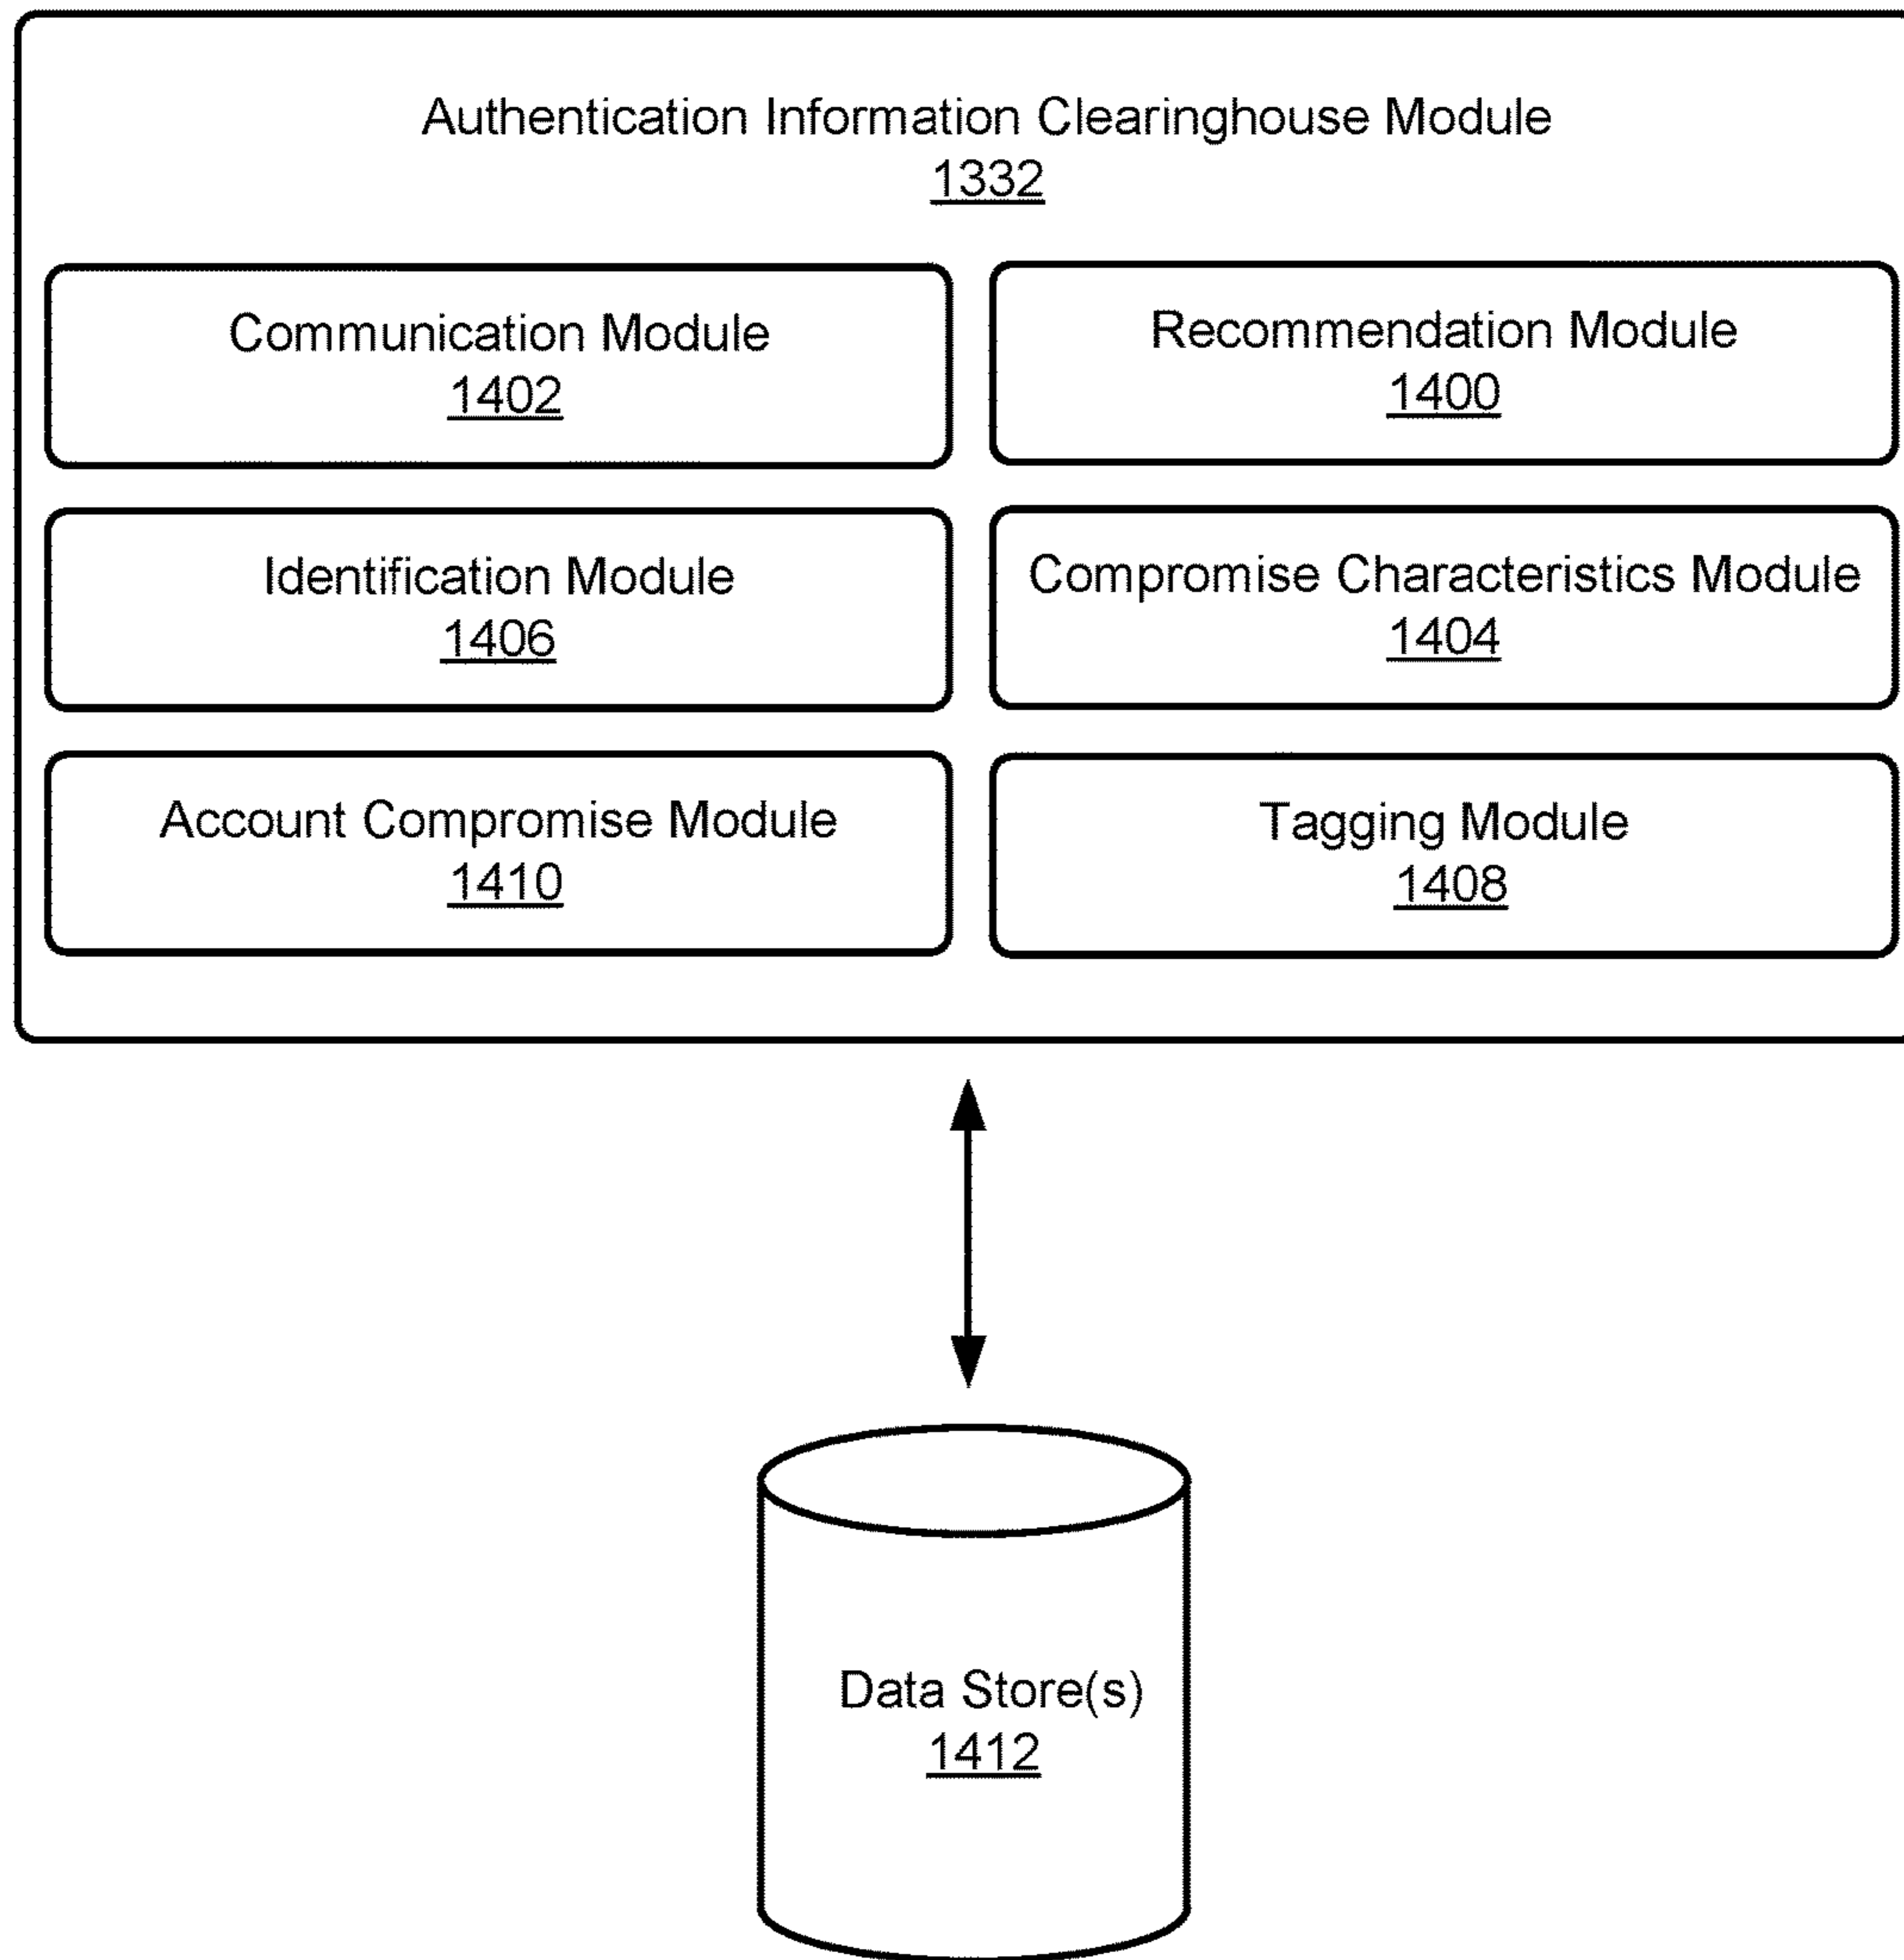 Authentication Information Clearinghouse Module
1332
Communication Module
1402
Recommendation Module
1400
Identification Module
1406
Compromise Characteristics Module
1404
Account Compromise Module
1410
Tagging Module
1408
Data Store(s)
1412